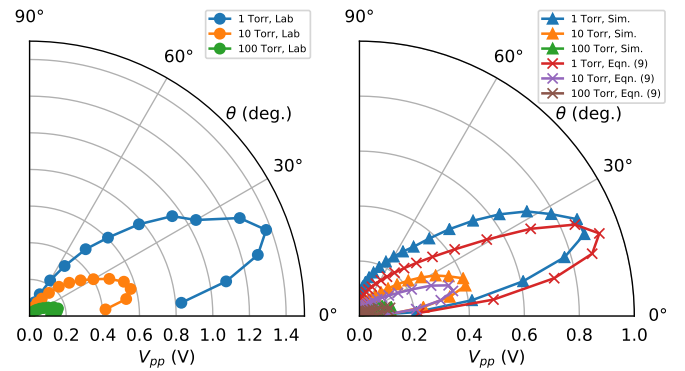 90°
1 Torr, Lab
10 Torr, Lab
100 Torr, Lab
60°
θ (deg.)
30°
0°
0.0 0.2 0.4 0.6 0.8 1.0 1.2 1.4
Vpp (V)
90°
1 Torr, Sim.
10 Torr, Sim.
100 Torr, Sim.
1 Torr, Eqn. (9)
10 Torr, Eqn. (9)
100 Torr, Eqn. (9)
60°
θ (deg.)
30°
0°
0.0 0.2 0.4 0.6 0.8 1.0
Vpp (V)